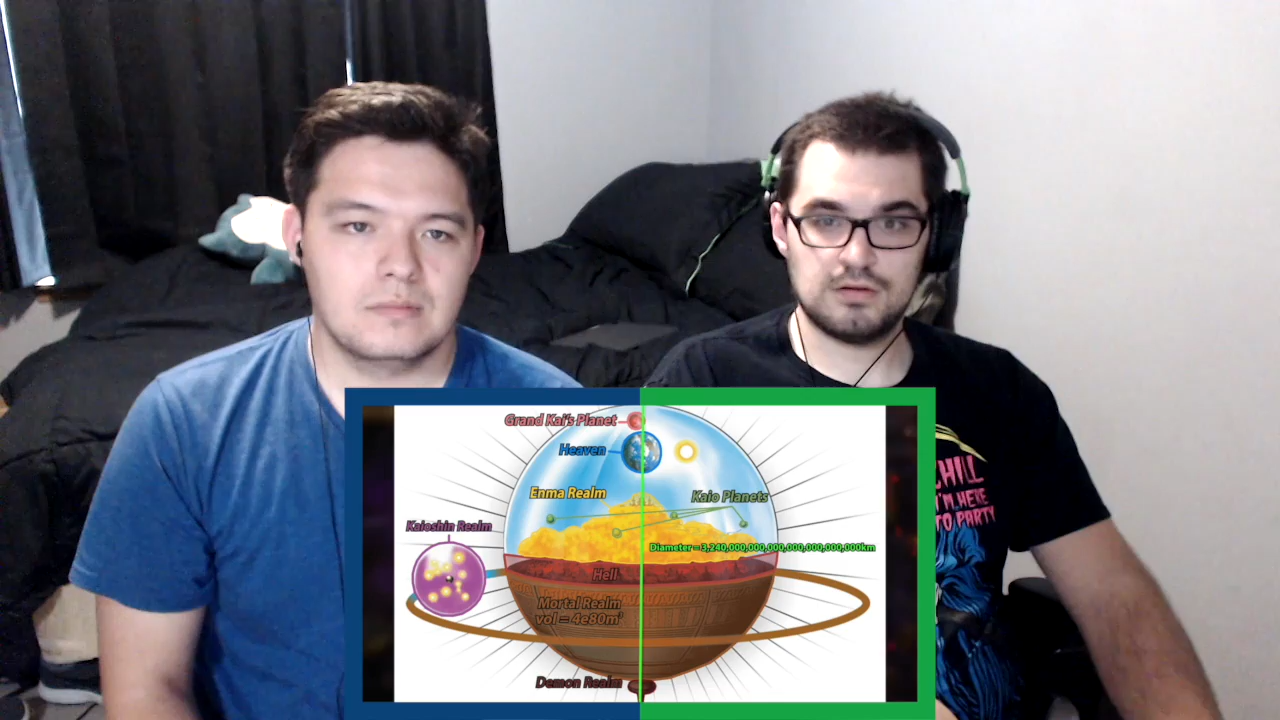 Grand Kai's Planet
Heaven
Enma Realm
Kaio Planets
Kaioshin Realm
Diameter = 3,240,000,000,000,000,000,000,000km
Hell
Mortal Realm
vol = 4e80m³
Demon Realm
CHILL
I'M HERE
TO PARTY